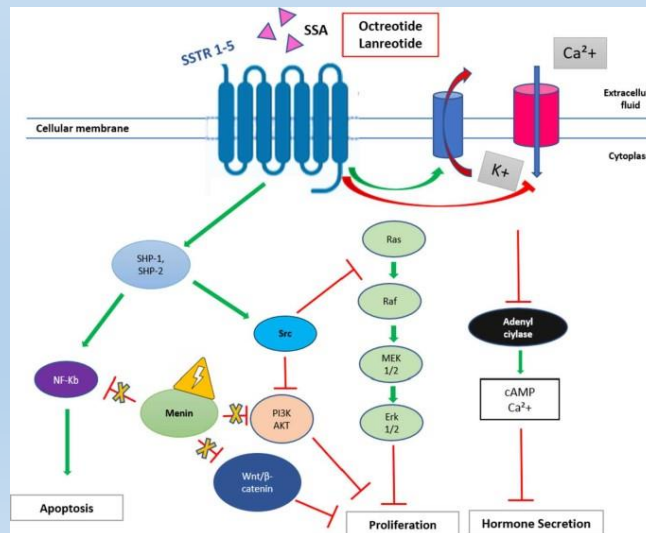 SSA
Octreotide
Lanreotide
SSTR 1-5
Ca²+
Extracellu
fluid
Cellular membrane
Cytoplas
K+
SHP-1,
SHP-2
Ras
Raf
Src
Adenyl
ciylase
NF-Kb
Menin
MEK
1/2
PI3K
AKT
cAMP
Ca²+
Erk
1/2
Wnt/β-
catenin
Apoptosis
Proliferation
Hormone Secretion